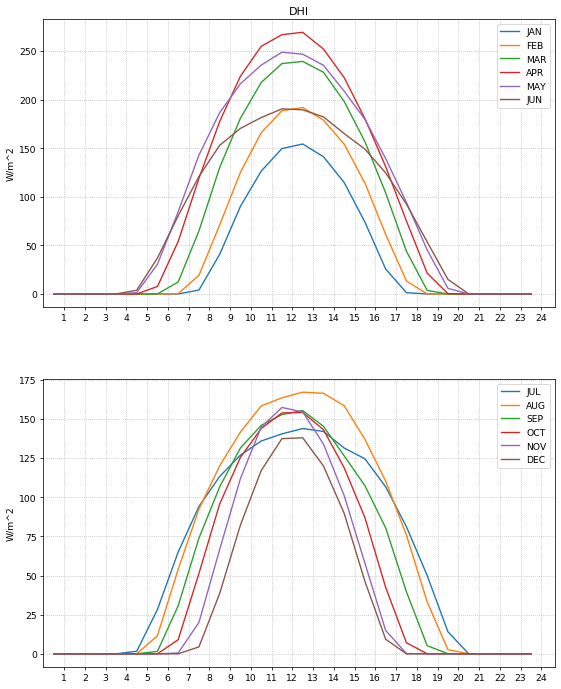 DHI
W/m^2
250
200
150
100
50
0
JAN
FEB
MAR
APR
MAY
JUN
1 2 3 4 5 6 7 8 9 10 11 12 13 14 15 16 17 18 19 20 21 22 23 24
W/m^2
175
150
125
100
75
50
25
0
JUL
AUG
SEP
OCT
NOV
DEC
1 2 3 4 5 6 7 8 9 10 11 12 13 14 15 16 17 18 19 20 21 22 23 24